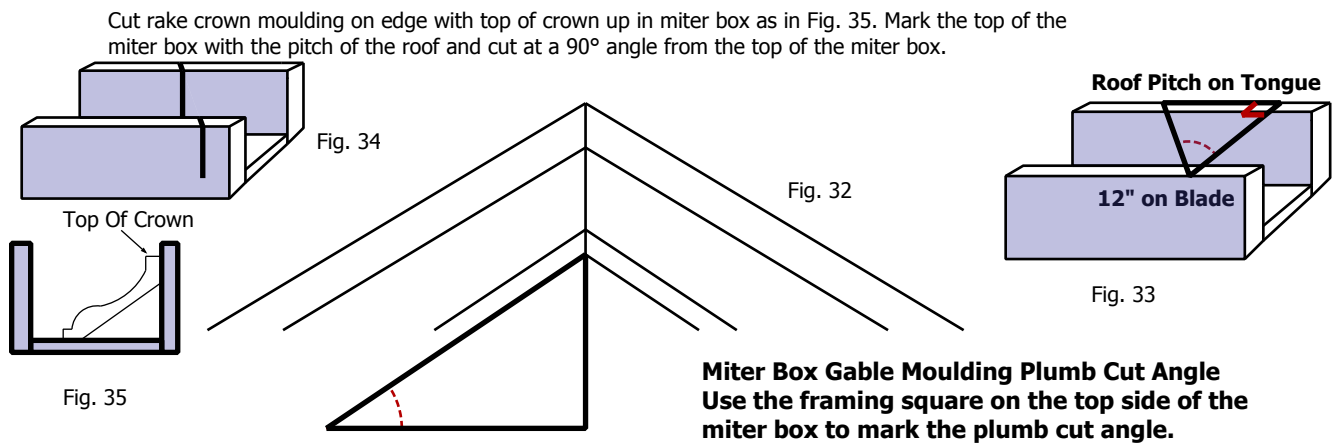 Cut rake crown moulding on edge with top of crown up in miter box as in Fig. 35. Mark the top of the
miter box with the pitch of the roof and cut at a 90° angle from the top of the miter box.
Roof Pitch on Tongue
Fig. 34
Fig. 32
12" on Blade
Top Of Crown
Fig. 33
Fig. 35
Miter Box Gable Moulding Plumb Cut Angle
Use the framing square on the top side of the
miter box to mark the plumb cut angle.